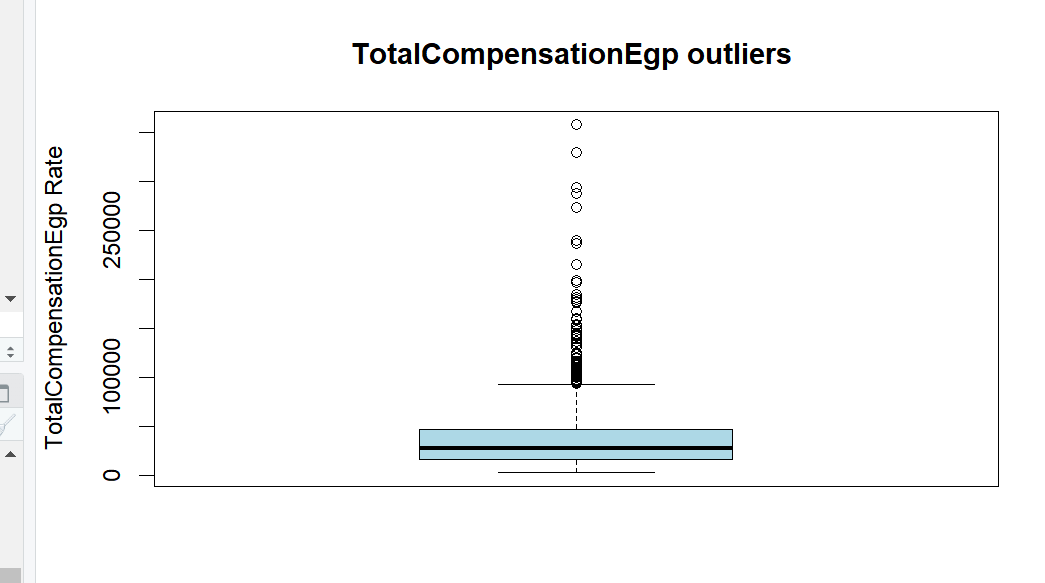 TotalCompensationEgp outliers
TotalCompensationEgp Rate
250000
100000
0